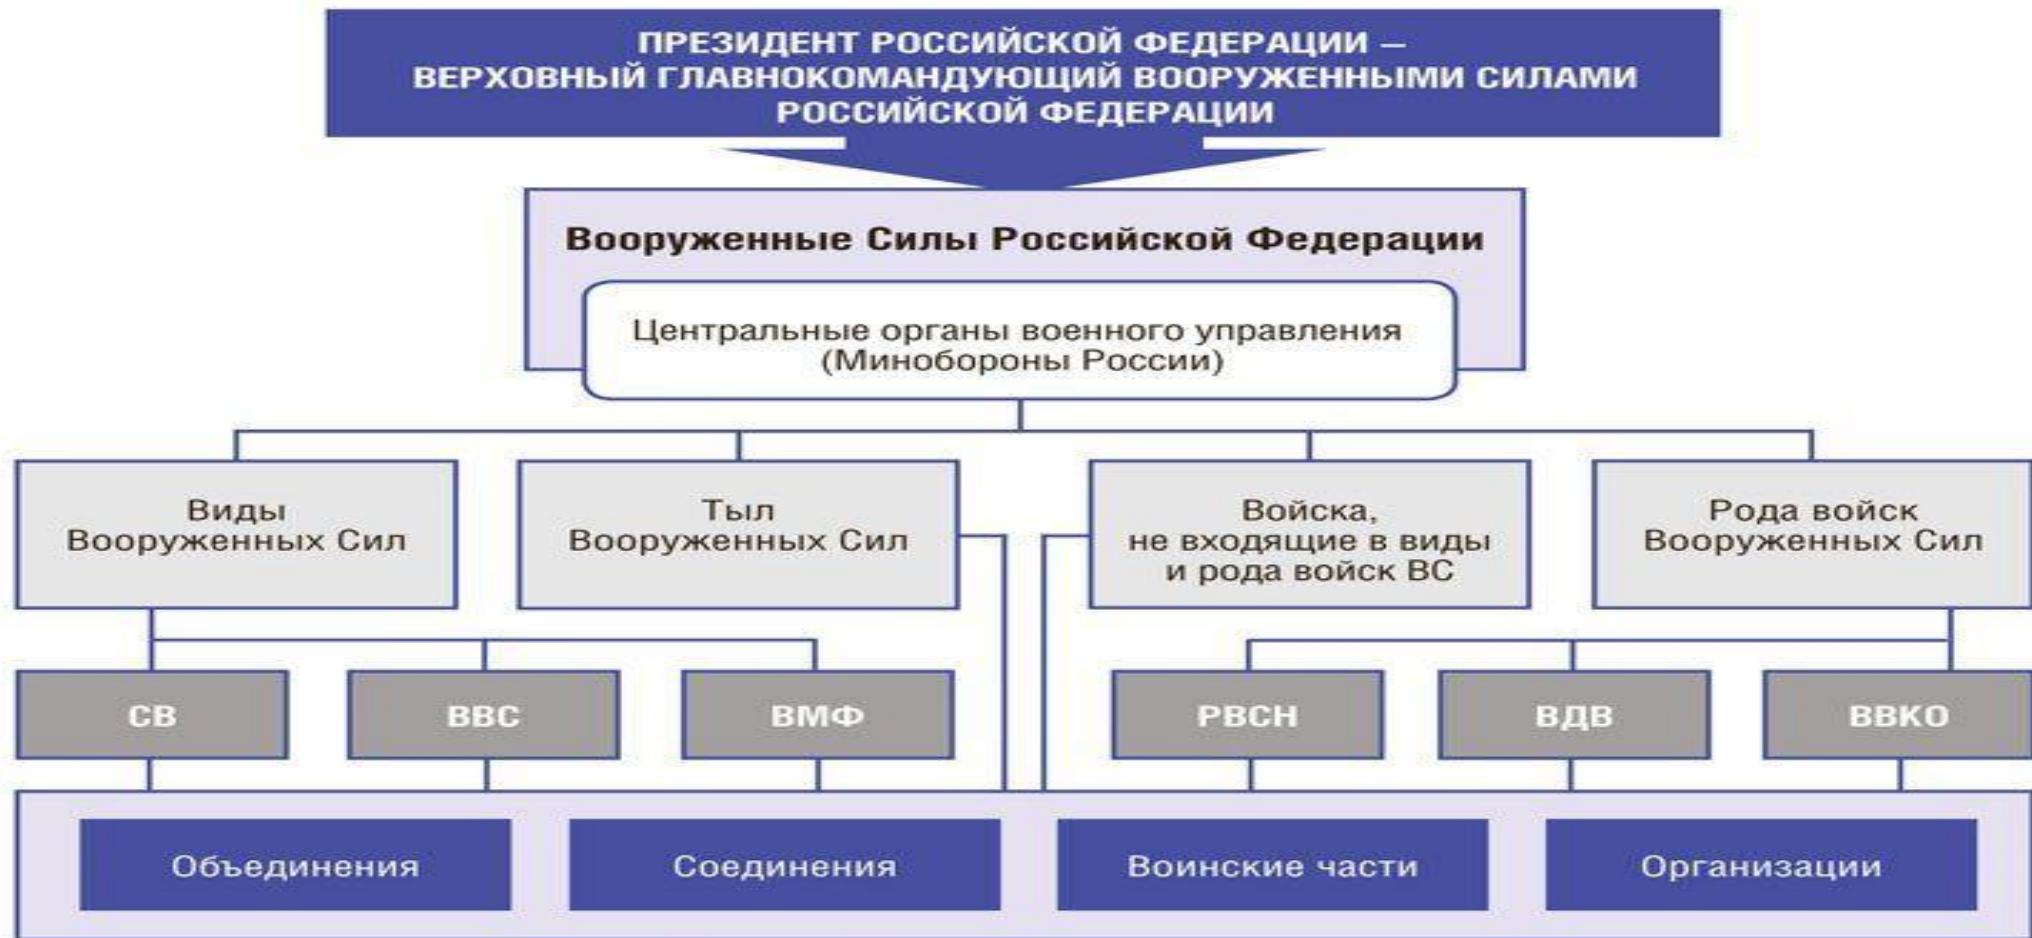 ПРЕЗИДЕНТ РОССИЙСКОЙ ФЕДЕРАЦИИ –
ВЕРХОВНЫЙ ГЛАВНОКОМАНДУЮЩИЙ ВООРУЖЕННЫМИ СИЛАМИ
РОССИЙСКОЙ ФЕДЕРАЦИИ
Вооруженные Силы Российской Федерации
Центральные органы военного управления
(Минобороны России)
Виды
Вооруженных Сил
Тыл
Вооруженных Сил
Войска,
не входящие в виды
и рода войск ВС
Рода войск
Вооруженных Сил
СВ
ВВС
ВМФ
РВСН
ВДВ
ВВКО
Объединения
Соединения
Воинские части
Организации